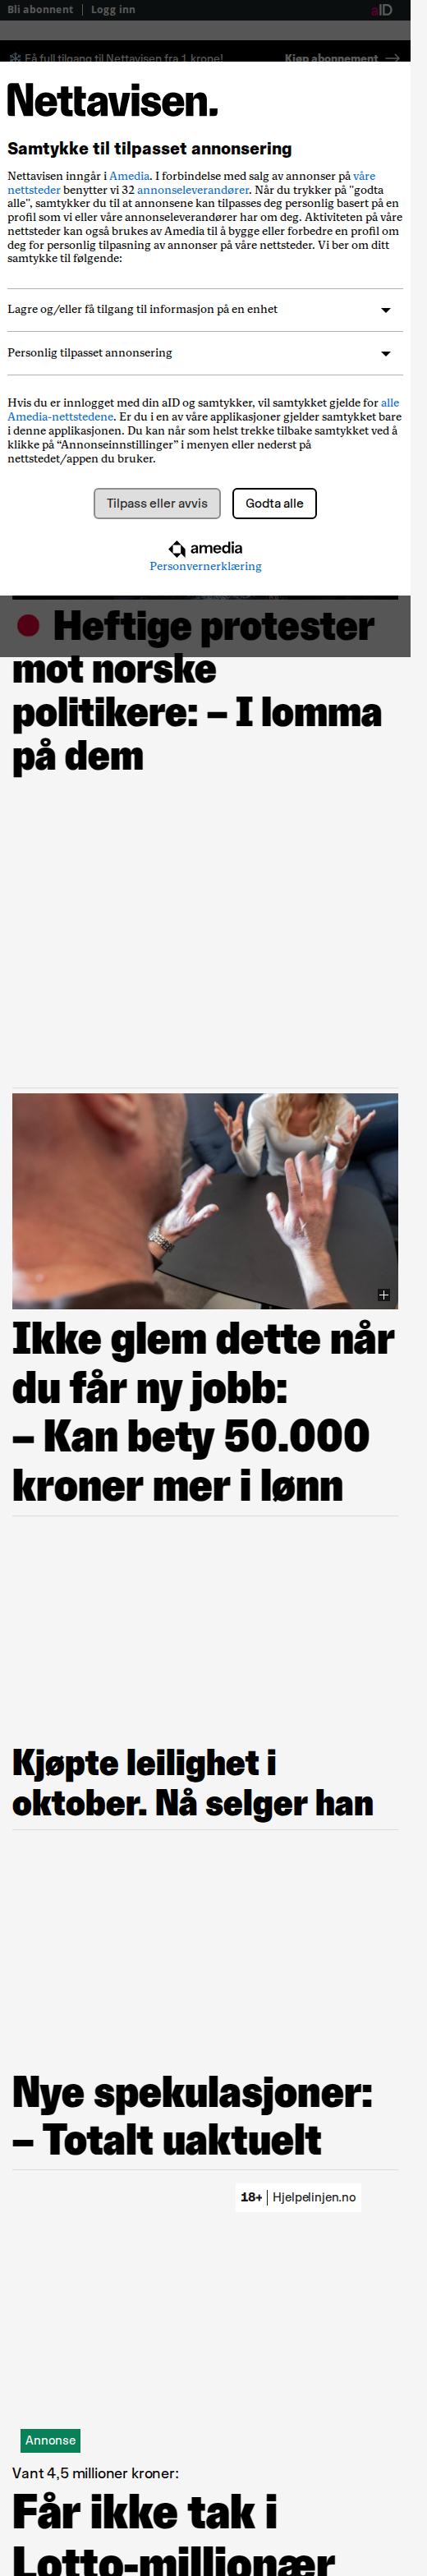 Bli abonnent | Logg inn aID
Få full tilgang til Nettavisen fra 1 krone! Kjøp abonnement →
Nettavisen.
Samtykke til tilpasset annonsering
Nettavisen inngår i Amedia. I forbindelse med salg av annonser på våre
nettsteder benytter vi 32 annonseleverandører. Når du trykker på "godta
alle", samtykker du til at annonsene kan tilpasses deg personlig basert på en
profil som vi eller våre annonseleverandører har om deg. Aktiviteten på våre
nettsteder kan også brukes av Amedia til å bygge eller forbedre en profil om
deg for personlig tilpasning av annonser på våre nettsteder. Vi ber om ditt
samtykke til følgende:
Lagre og/eller få tilgang til informasjon på en enhet
Personlig tilpasset annonsering
Hvis du er innlogget med din aID og samtykker, vil samtykket gjelde for alle
Amedia-nettstedene. Er du i en av våre applikasjoner gjelder samtykket bare
i denne applikasjonen. Du kan når som helst trekke tilbake samtykket ved å
klikke på “Annonseinnstillinger” i menyen eller nederst på
nettstedet/appen du bruker.
Tilpass eller avvis Godta alle
amedia
Personvernerklæring
Heftige protester
mot norske
politikere: – I lomma
på dem
Ikke glem dette når
du får ny jobb:
– Kan bety 50.000
kroner mer i lønn
Kjøpte leilighet i
oktober. Nå selger han
Nye spekulasjoner:
– Totalt uaktuelt
18+ | Hjelpelinjen.no
Annonse
Vant 4,5 millioner kroner:
Får ikke tak i
Lotto-millionær